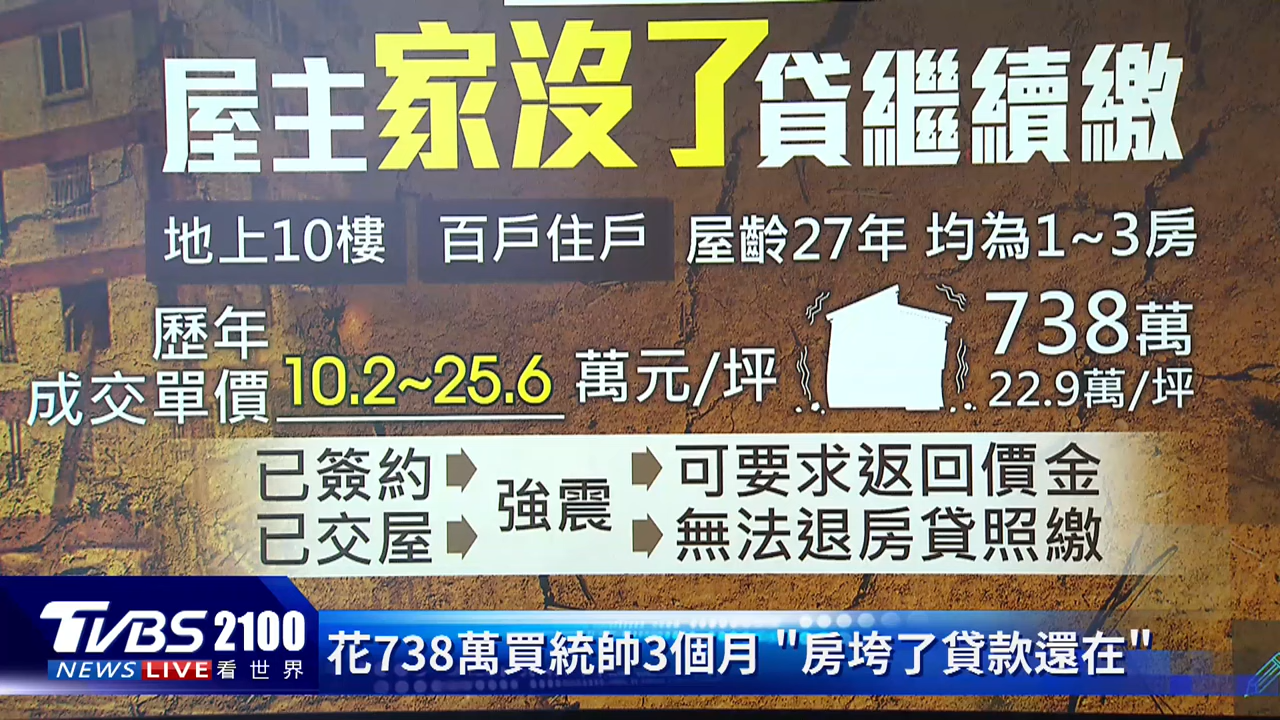 屋主家沒了貸繼續繳
地上10樓 百戶住戶 屋齡27年 均為1~3房
歷年
成交單價 10.2~25.6 萬元/坪
738萬
22.9萬/坪
已簽約 強震 可要求返回價金
已交屋 無法退房貸照繳
TVBS 2100
NEWS LIVE 看世界
花738萬買統帥3個月 "房垮了貸款還在"